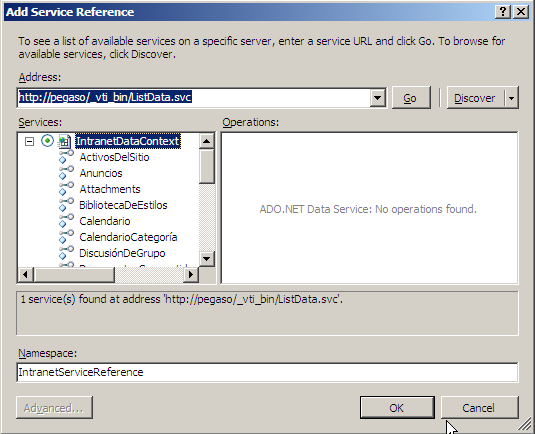 Add Service Reference
To see a list of available services on a specific server, enter a service URL and click Go. To browse for
available services, click Discover.
Address:
http://pegaso/_vti_bin/ListData.svc
Go
Discover
Services:
Operations:
IntranetDataContext
ActivosDelSitio
Anuncios
Attachments
BibliotecaDeEstilos
Calendario
CalendarioCategoría
DiscusiónDeGrupo
ADO.NET Data Service: No operations found.
1 service(s) found at address 'http://pegaso/_vti_bin/ListData.svc'.
Namespace:
IntranetServiceReference
Advanced...
OK
Cancel